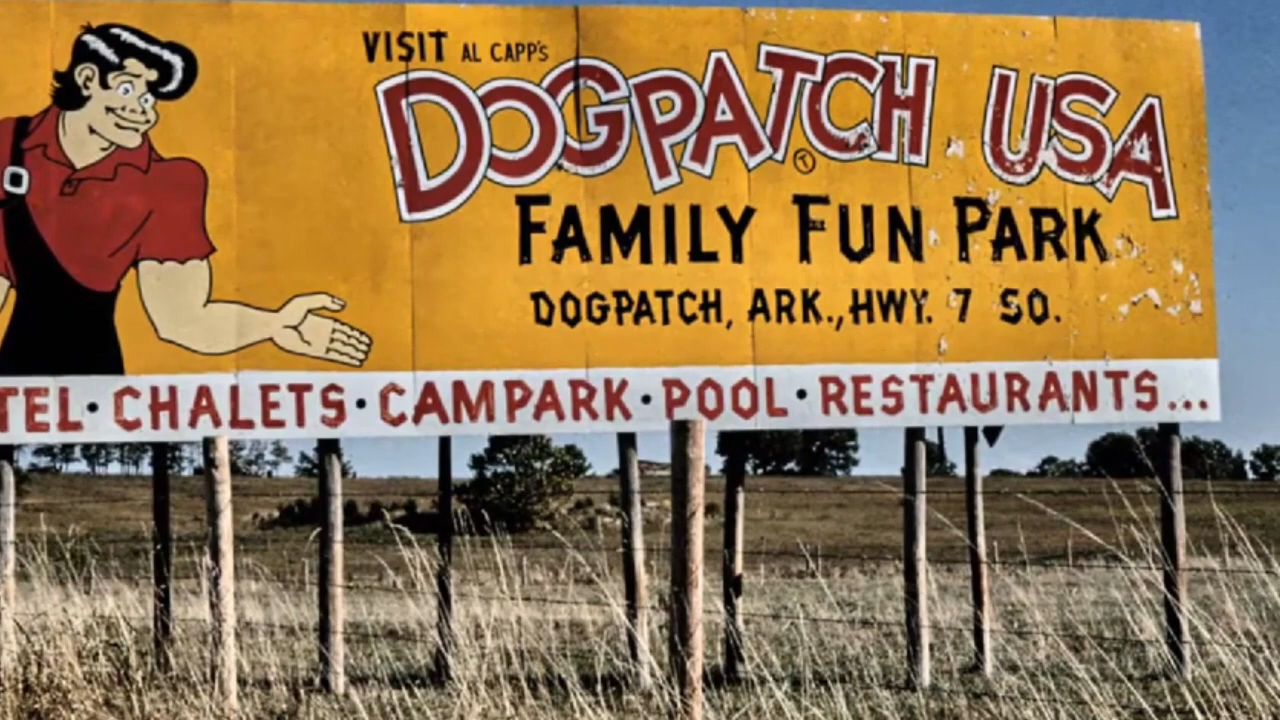 VISIT AL CAPP'S
DOGPATCH USA
FAMILY FUN PARK
DOGPATCH, ARK., HWY. 7 SO.
TEL • CHALETS • CAMPARK • POOL • RESTAURANTS...